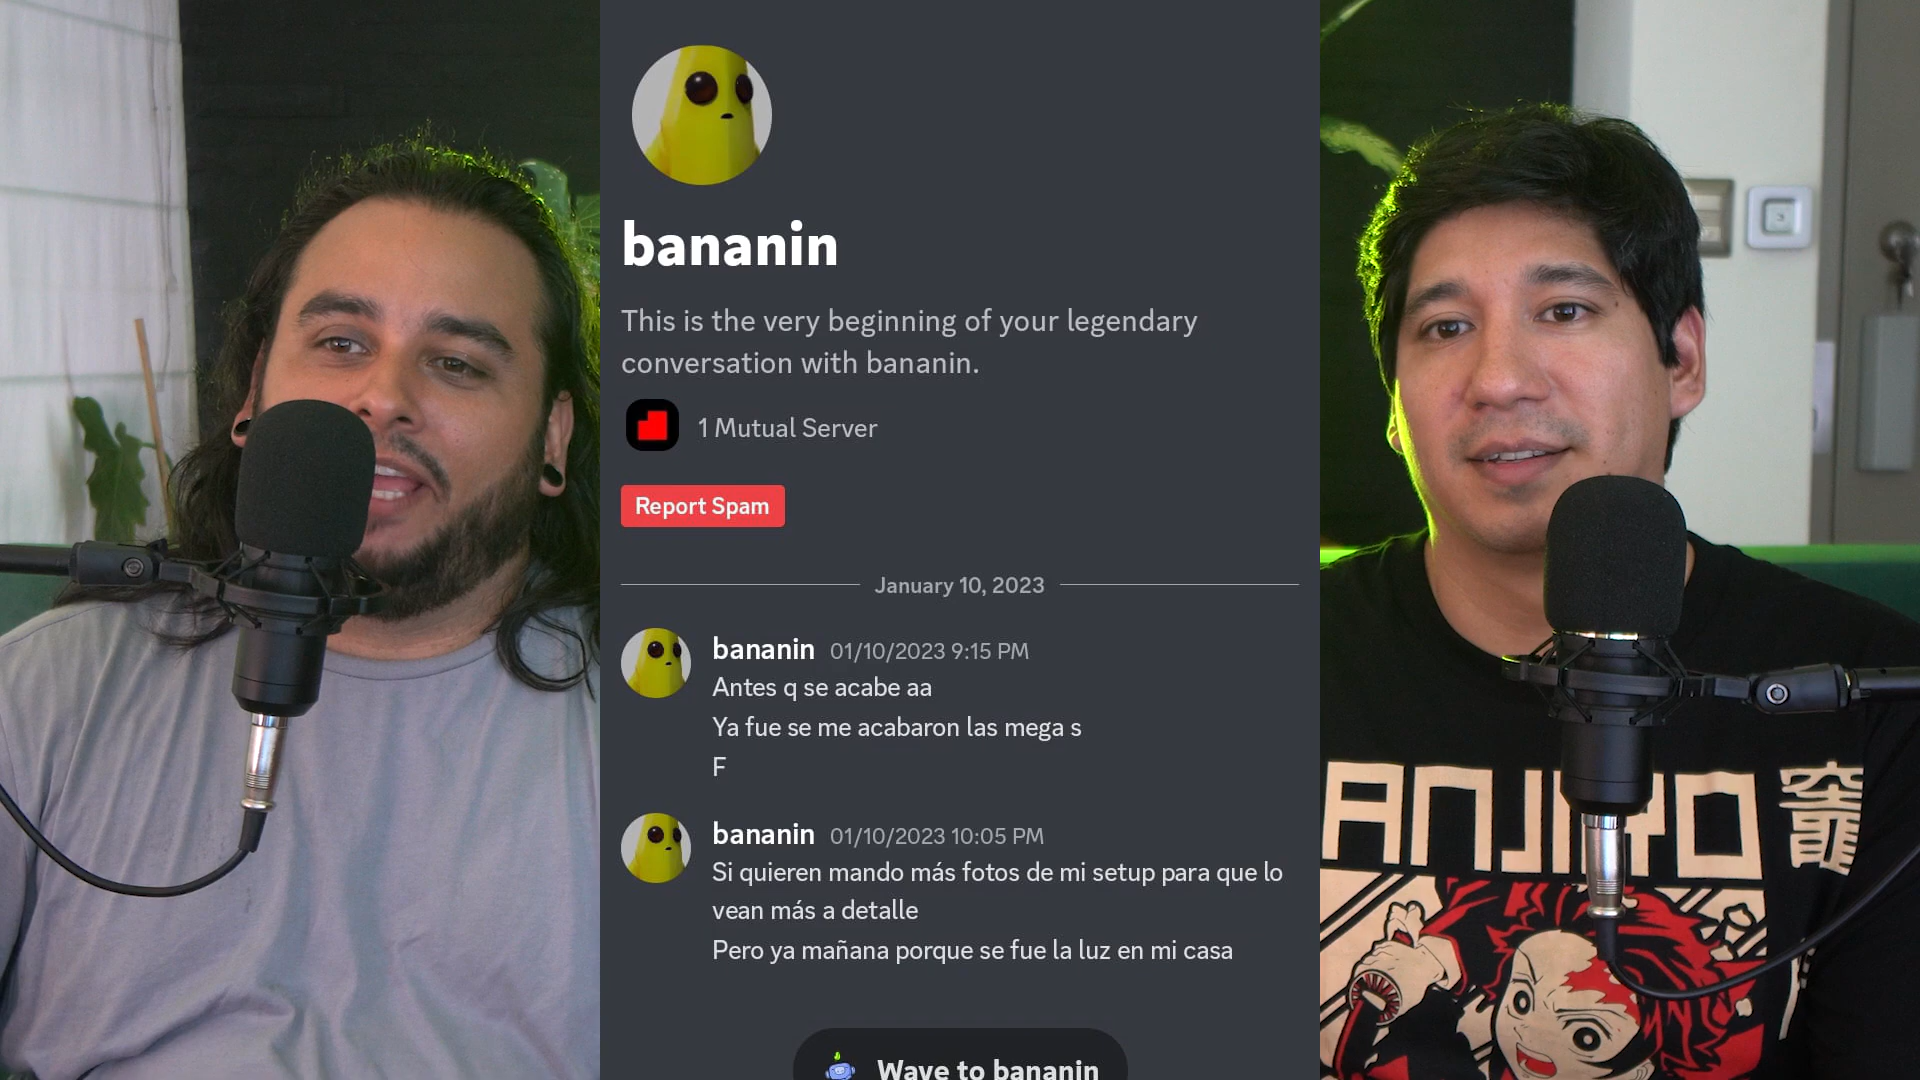 bananin
This is the very beginning of your legendary
conversation with bananin.
1 Mutual Server
Report Spam
January 10, 2023
bananin 01/10/2023 9:15 PM
Antes q se acabe aa
Ya fue se me acabaron las mega s
F
bananin 01/10/2023 10:05 PM
Si quieren mando más fotos de mi setup para que lo
vean más a detalle
Pero ya mañana porque se fue la luz en mi casa
Wave to bananin